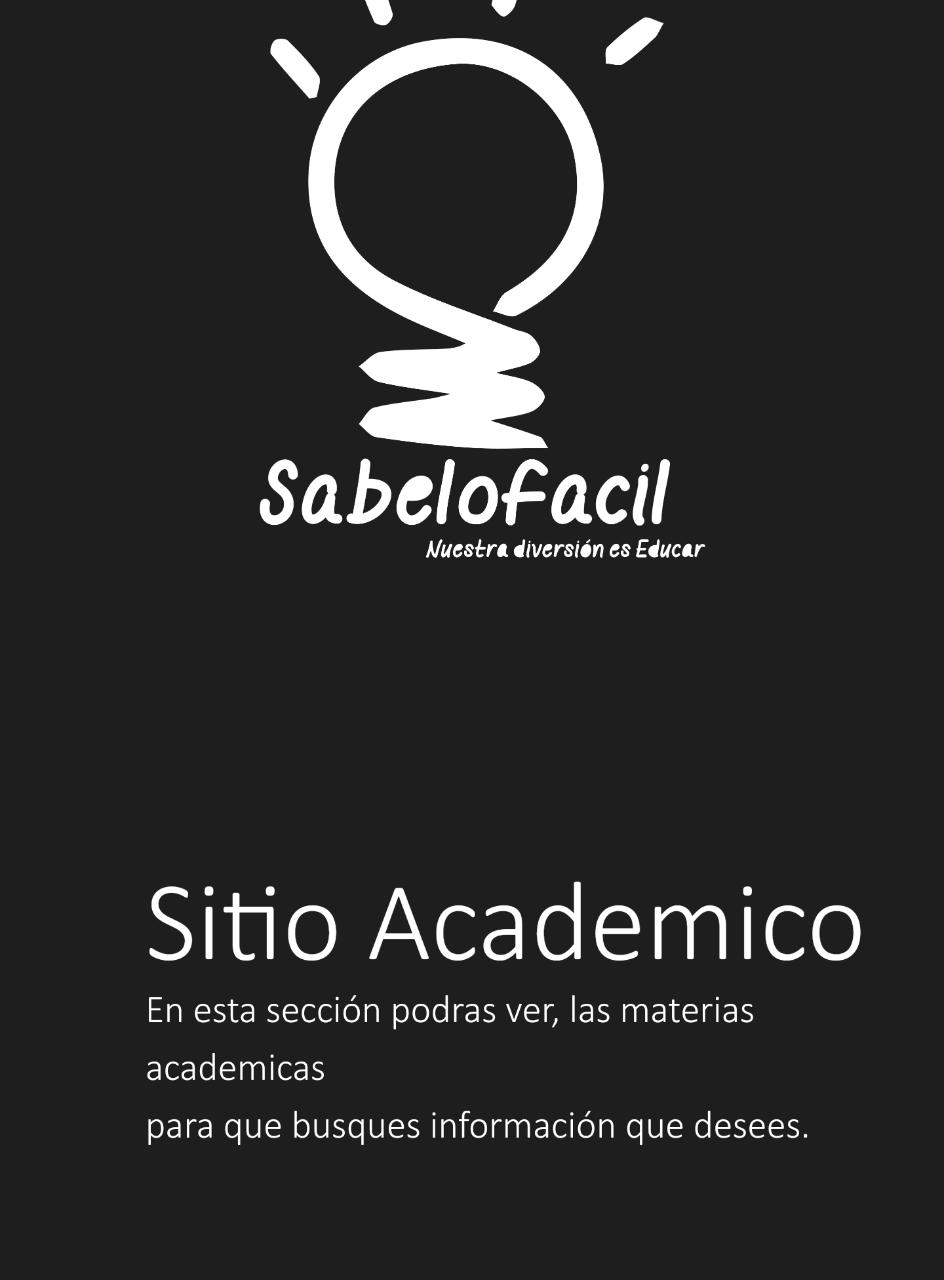 Sabelofacil
Nuestra diversión es Educar
Sitio Academico
En esta sección podras ver, las materias
academicas
para que busques información que desees.